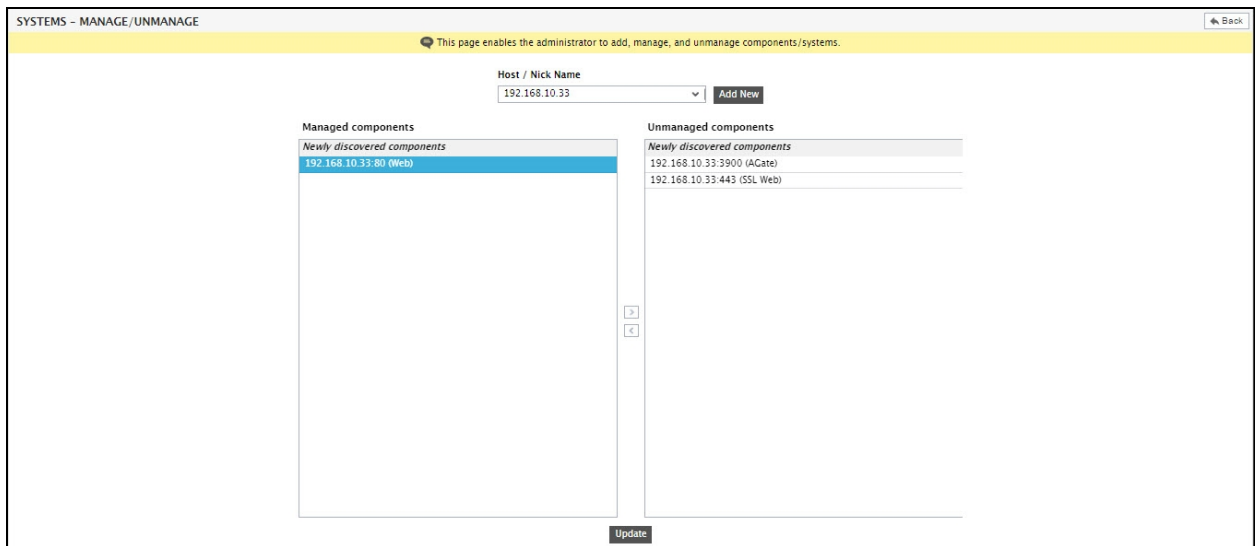 SYSTEMS - MANAGE/UNMANAGE
Back
This page enables the administrator to add, manage, and unmanage components/systems.
Host / Nick Name
192.168.10.33
Add New
Managed components
Newly discovered components
192.168.10.33:80 (Web)
Unmanaged components
Newly discovered components
192.168.10.33:3900 (AGate)
192.168.10.33:443 (SSL Web)
>
<
Update